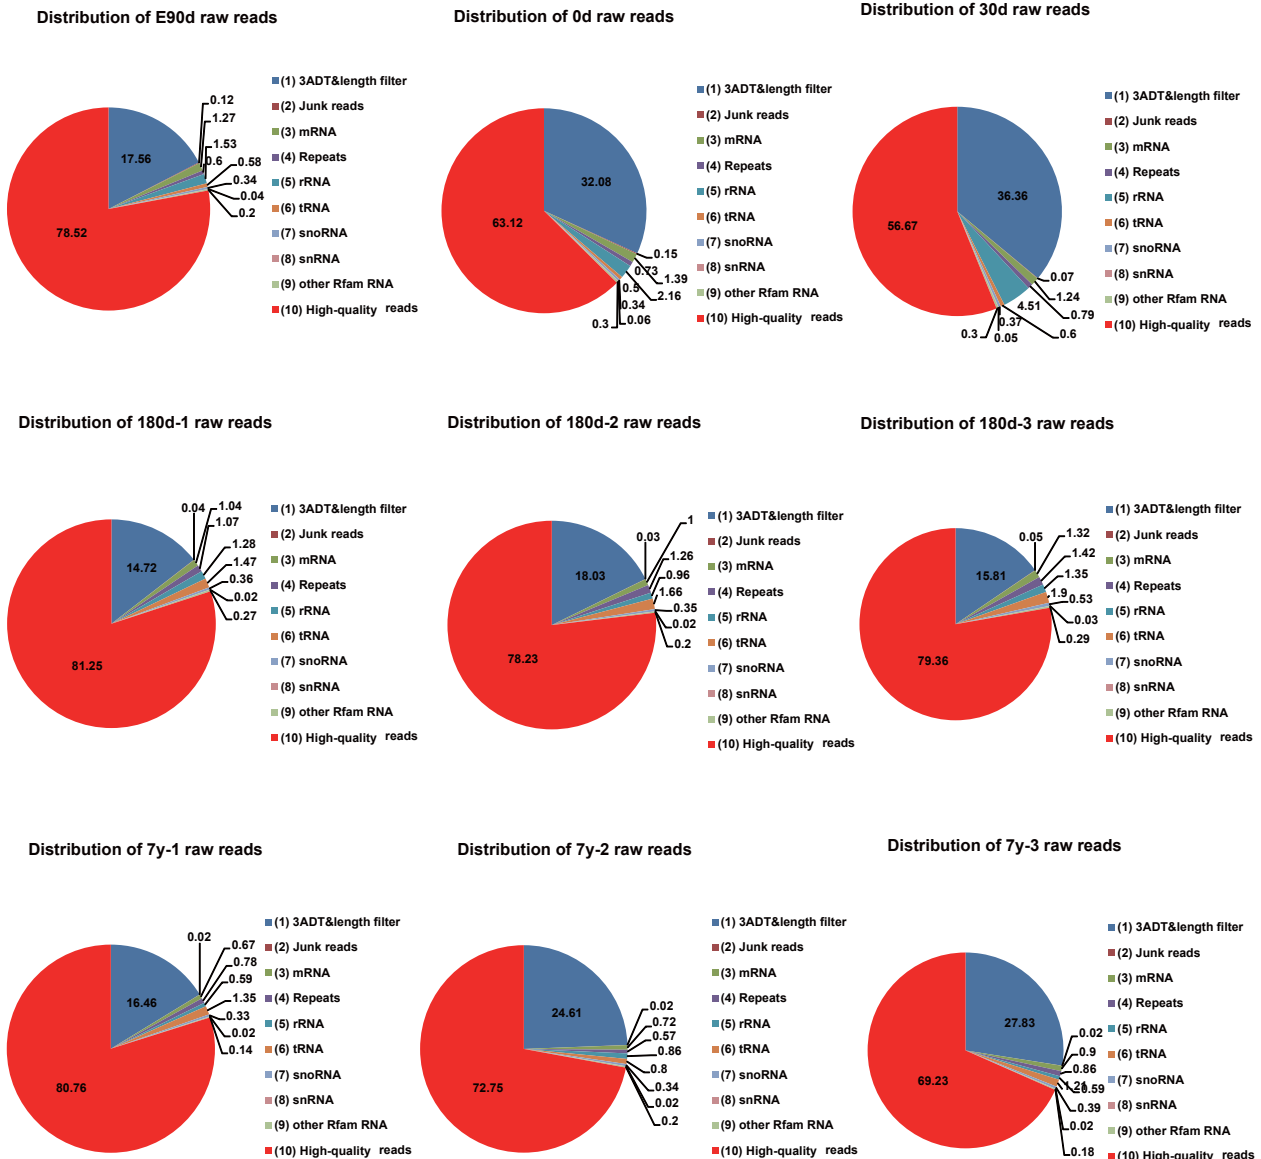 Distribution of E90d raw reads
17.56
78.52
0.12
1.27
1.53
0.6
0.58
0.34
0.04
0.2
(1) 3ADT&length filter
(2) Junk reads
(3) mRNA
(4) Repeats
(5) rRNA
(6) tRNA
(7) snoRNA
(8) snRNA
(9) other Rfam RNA
(10) High-quality reads
Distribution of 0d raw reads
32.08
63.12
0.15
1.39
0.73
2.16
0.5
0.34
0.06
0.3
(1) 3ADT&length filter
(2) Junk reads
(3) mRNA
(4) Repeats
(5) rRNA
(6) tRNA
(7) snoRNA
(8) snRNA
(9) other Rfam RNA
(10) High-quality reads
Distribution of 30d raw reads
36.36
56.67
0.07
1.24
0.79
4.51
0.6
0.37
0.05
0.3
(1) 3ADT&length filter
(2) Junk reads
(3) mRNA
(4) Repeats
(5) rRNA
(6) tRNA
(7) snoRNA
(8) snRNA
(9) other Rfam RNA
(10) High-quality reads
Distribution of 180d-1 raw reads
14.72
81.25
0.04
1.04
1.07
1.28
1.47
0.36
0.02
0.27
(1) 3ADT&length filter
(2) Junk reads
(3) mRNA
(4) Repeats
(5) rRNA
(6) tRNA
(7) snoRNA
(8) snRNA
(9) other Rfam RNA
(10) High-quality reads
Distribution of 180d-2 raw reads
18.03
78.23
0.03
1
1.26
0.96
1.66
0.35
0.02
0.2
(1) 3ADT&length filter
(2) Junk reads
(3) mRNA
(4) Repeats
(5) rRNA
(6) tRNA
(7) snoRNA
(8) snRNA
(9) other Rfam RNA
(10) High-quality reads
Distribution of 180d-3 raw reads
15.81
79.36
0.05
1.32
1.42
1.35
1.9
0.53
0.03
0.29
(1) 3ADT&length filter
(2) Junk reads
(3) mRNA
(4) Repeats
(5) rRNA
(6) tRNA
(7) snoRNA
(8) snRNA
(9) other Rfam RNA
(10) High-quality reads
Distribution of 7y-1 raw reads
16.46
80.76
0.02
0.67
0.78
0.59
1.35
0.33
0.02
0.14
(1) 3ADT&length filter
(2) Junk reads
(3) mRNA
(4) Repeats
(5) rRNA
(6) tRNA
(7) snoRNA
(8) snRNA
(9) other Rfam RNA
(10) High-quality reads
Distribution of 7y-2 raw reads
24.61
72.75
0.02
0.72
0.57
0.86
0.8
0.34
0.02
0.2
(1) 3ADT&length filter
(2) Junk reads
(3) mRNA
(4) Repeats
(5) rRNA
(6) tRNA
(7) snoRNA
(8) snRNA
(9) other Rfam RNA
(10) High-quality reads
Distribution of 7y-3 raw reads
27.83
69.23
0.02
0.9
0.86
0.59
1.21
0.39
0.02
0.18
(1) 3ADT&length filter
(2) Junk reads
(3) mRNA
(4) Repeats
(5) rRNA
(6) tRNA
(7) snoRNA
(8) snRNA
(9) other Rfam RNA
(10) High-quality reads